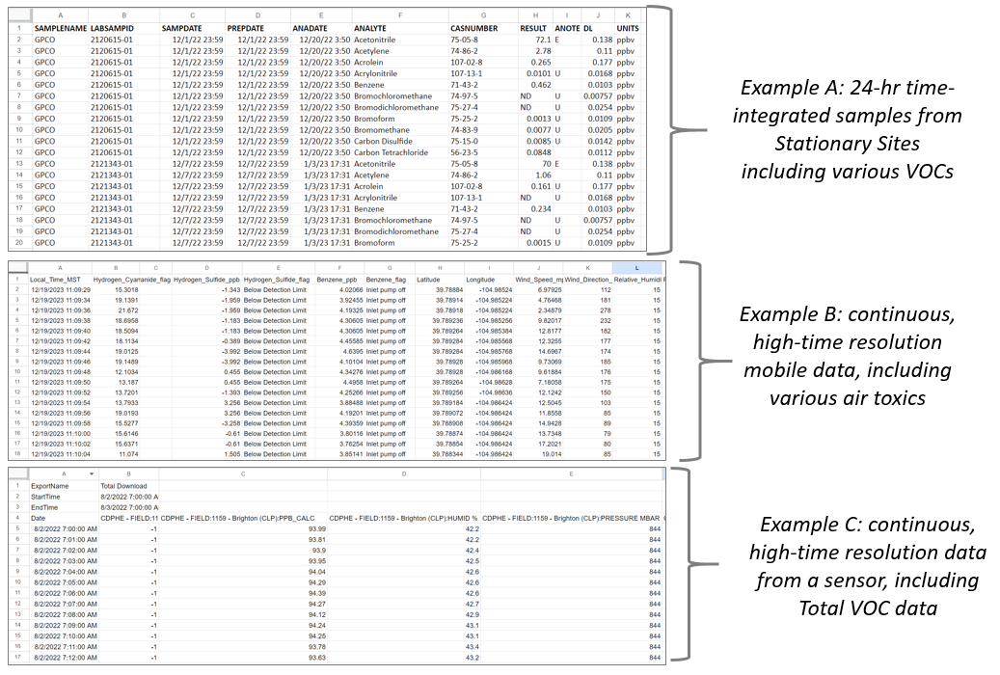 A B C D E F G H I J K
1 SAMPLENAME LABSAMPID SAMPDATE PREPDATE ANADATE ANALYTE CASNUMBER RESULT ANOTE DL UNITS
2 GPCO 2120615-01 12/1/22 23:59 12/1/22 23:59 12/20/22 3:50 Acetonitrile 75-05-8 72.1 E 0.138 ppbv
3 GPCO 2120615-01 12/1/22 23:59 12/1/22 23:59 12/20/22 3:50 Acetylene 74-86-2 2.78 0.11 ppbv
4 GPCO 2120615-01 12/1/22 23:59 12/1/22 23:59 12/20/22 3:50 Acrolein 107-02-8 0.265 0.177 ppbv
5 GPCO 2120615-01 12/1/22 23:59 12/1/22 23:59 12/20/22 3:50 Acrylonitrile 107-13-1 0.0101 U 0.0168 ppbv
6 GPCO 2120615-01 12/1/22 23:59 12/1/22 23:59 12/20/22 3:50 Benzene 71-43-2 0.462 0.0103 ppbv
7 GPCO 2120615-01 12/1/22 23:59 12/1/22 23:59 12/20/22 3:50 Bromochloromethane 74-97-5 ND U 0.00757 ppbv
8 GPCO 2120615-01 12/1/22 23:59 12/1/22 23:59 12/20/22 3:50 Bromodichloromethane 75-27-4 ND U 0.0254 ppbv
9 GPCO 2120615-01 12/1/22 23:59 12/1/22 23:59 12/20/22 3:50 Bromoform 75-25-2 0.0013 U 0.0109 ppbv
10 GPCO 2120615-01 12/1/22 23:59 12/1/22 23:59 12/20/22 3:50 Bromomethane 74-83-9 0.0077 U 0.0205 ppbv
11 GPCO 2120615-01 12/1/22 23:59 12/1/22 23:59 12/20/22 3:50 Carbon Disulfide 75-15-0 0.0085 U 0.0142 ppbv
12 GPCO 2120615-01 12/1/22 23:59 12/1/22 23:59 12/20/22 3:50 Carbon Tetrachloride 56-23-5 0.0848 0.0112 ppbv
13 GPCO 2121343-01 12/7/22 23:59 12/7/22 23:59 1/3/23 17:31 Acetonitrile 75-05-8 70 E 0.138 ppbv
14 GPCO 2121343-01 12/7/22 23:59 12/7/22 23:59 1/3/23 17:31 Acetylene 74-86-2 1.06 0.11 ppbv
15 GPCO 2121343-01 12/7/22 23:59 12/7/22 23:59 1/3/23 17:31 Acrolein 107-02-8 0.161 U 0.177 ppbv
16 GPCO 2121343-01 12/7/22 23:59 12/7/22 23:59 1/3/23 17:31 Acrylonitrile 107-13-1 ND U 0.0168 ppbv
17 GPCO 2121343-01 12/7/22 23:59 12/7/22 23:59 1/3/23 17:31 Benzene 71-43-2 0.234 0.0103 ppbv
18 GPCO 2121343-01 12/7/22 23:59 12/7/22 23:59 1/3/23 17:31 Bromochloromethane 74-97-5 ND U 0.00757 ppbv
19 GPCO 2121343-01 12/7/22 23:59 12/7/22 23:59 1/3/23 17:31 Bromodichloromethane 75-27-4 ND U 0.0254 ppbv
20 GPCO 2121343-01 12/7/22 23:59 12/7/22 23:59 1/3/23 17:31 Bromoform 75-25-2 0.0015 U 0.0109 ppbv
Example A: 24-hr time-
integrated samples from
Stationary Sites
including various VOCs
A B C D E F G H I J K L
1 Local_Time_MST Hydrogen_Cyanide_flag Hydrogen_Sulfide_ppb Hydrogen_Sulfide_flag Benzene_ppb Benzene_flag Latitude Longitude Wind_Speed_mp Wind_Direction_ Relative_Humidi
2 12/19/2023 11:09:29 15.3018 -1.343 Below Detection Limit 4.02066 Inlet pump off 39.78884 -104.98524 6.97925 112 15
3 12/19/2023 11:09:34 19.1391 -1.959 Below Detection Limit 3.92455 Inlet pump off 39.78914 -104.985224 4.76468 181 15
4 12/19/2023 11:09:36 21.672 -1.959 Below Detection Limit 4.19325 Inlet pump off 39.78918 -104.985224 2.34879 278 15
5 12/19/2023 11:09:38 18.6958 -1.183 Below Detection Limit 4.30605 Inlet pump off 39.789236 -104.985256 9.82017 232 15
6 12/19/2023 11:09:40 18.5094 -1.183 Below Detection Limit 4.30605 Inlet pump off 39.789264 -104.985384 12.8177 182 15
7 12/19/2023 11:09:42 18.1134 -0.389 Below Detection Limit 4.45585 Inlet pump off 39.789284 -104.985568 12.3255 177 15
8 12/19/2023 11:09:44 19.0125 -3.992 Below Detection Limit 4.6395 Inlet pump off 39.789284 -104.985768 14.6967 174 15
9 12/19/2023 11:09:46 19.1489 -3.992 Below Detection Limit 4.10104 Inlet pump off 39.78928 -104.985968 9.73069 185 15
10 12/19/2023 11:09:48 12.1034 0.455 Below Detection Limit 4.34276 Inlet pump off 39.78928 -104.986168 9.61884 176 15
11 12/19/2023 11:09:50 13.187 0.455 Below Detection Limit 4.4958 Inlet pump off 39.789264 -104.98628 7.18058 175 15
12 12/19/2023 11:09:52 13.7201 -1.393 Below Detection Limit 4.25266 Inlet pump off 39.789256 -104.98636 12.1242 150 15
13 12/19/2023 11:09:54 13.7933 3.256 Below Detection Limit 3.88488 Inlet pump off 39.789184 -104.986424 12.5045 103 15
14 12/19/2023 11:09:56 19.0193 3.256 Below Detection Limit 4.19201 Inlet pump off 39.789072 -104.986424 11.8558 85 15
15 12/19/2023 11:09:58 15.5277 -3.258 Below Detection Limit 4.39359 Inlet pump off 39.788908 -104.986424 14.9428 89 15
16 12/19/2023 11:10:00 15.6146 -0.61 Below Detection Limit 3.80116 Inlet pump off 39.78874 -104.986424 13.7348 79 15
17 12/19/2023 11:10:02 15.6371 -0.61 Below Detection Limit 3.76254 Inlet pump off 39.78854 -104.986424 17.2021 80 15
18 12/19/2023 11:10:04 11.074 1.505 Below Detection Limit 3.85141 Inlet pump off 39.788344 -104.986424 19.014 85 15
Example B: continuous,
high-time resolution
mobile data, including
various air toxics
A B C D E
1 ExportName Total Download
2 StartTime 8/2/2022 7:00:00 A
3 EndTime 8/3/2022 7:00:00 A
4 Date CDPHE - FIELD:11 CDPHE - FIELD:1159 - Brighton (CLP):PPB_CALC CDPHE - FIELD:1159 - Brighton (CLP):HUMID % CDPHE - FIELD:1159 - Brighton (CLP):PRESSURE MBAR
5 8/2/2022 7:00:00 AM -1 93.99 42.2 844
6 8/2/2022 7:01:00 AM -1 93.81 42.2 844
7 8/2/2022 7:02:00 AM -1 93.9 42.4 844
8 8/2/2022 7:03:00 AM -1 93.95 42.5 844
9 8/2/2022 7:04:00 AM -1 94.04 42.6 844
10 8/2/2022 7:05:00 AM -1 94.29 42.6 844
11 8/2/2022 7:06:00 AM -1 94.39 42.6 844
12 8/2/2022 7:07:00 AM -1 94.27 42.7 844
13 8/2/2022 7:08:00 AM -1 94.12 42.9 844
14 8/2/2022 7:09:00 AM -1 94.24 43.1 844
15 8/2/2022 7:10:00 AM -1 94.25 43.1 844
16 8/2/2022 7:11:00 AM -1 93.78 43.4 844
17 8/2/2022 7:12:00 AM -1 93.63 43.2 844
Example C: continuous,
high-time resolution data
from a sensor, including
Total VOC data